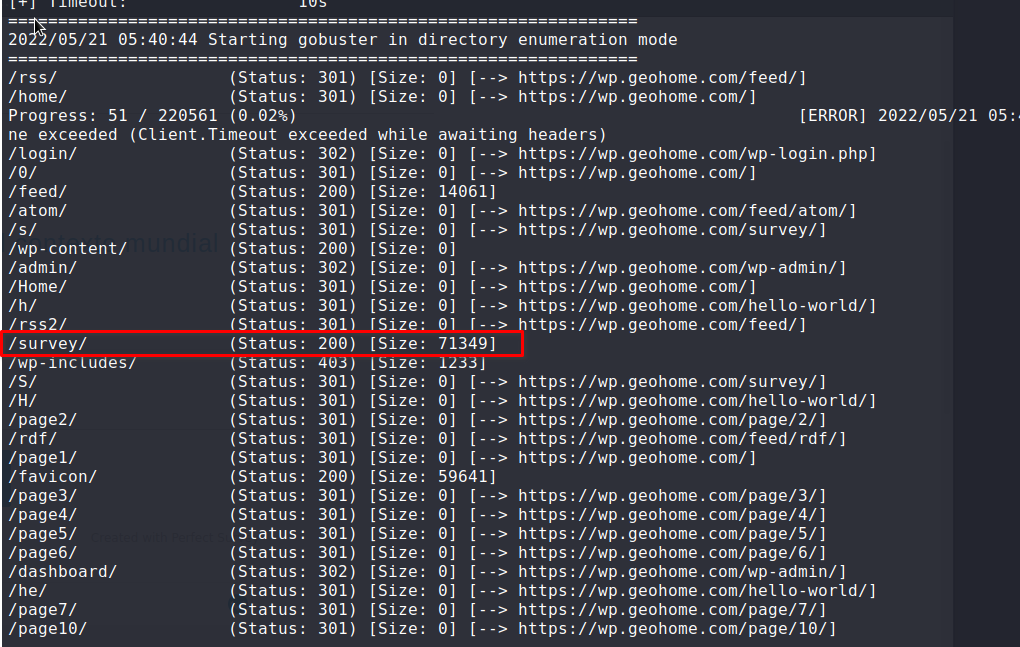 [+] Timeout:                 10s
===============================================================
2022/05/21 05:40:44 Starting gobuster in directory enumeration mode
===============================================================
/rss/                 (Status: 301) [Size: 0] [--> https://wp.geohome.com/feed/]
/home/                (Status: 301) [Size: 0] [--> https://wp.geohome.com/]
Progress: 51 / 220561 (0.02%)                                                  [ERROR] 2022/05/21 05:
ne exceeded (Client.Timeout exceeded while awaiting headers)
/login/               (Status: 302) [Size: 0] [--> https://wp.geohome.com/wp-login.php]
/0/                   (Status: 301) [Size: 0] [--> https://wp.geohome.com/]
/feed/                (Status: 200) [Size: 14061]
/atom/                (Status: 301) [Size: 0] [--> https://wp.geohome.com/feed/atom/]
/s/                   (Status: 301) [Size: 0] [--> https://wp.geohome.com/survey/]
mundial
/wp-content/          (Status: 200) [Size: 0]
/admin/               (Status: 302) [Size: 0] [--> https://wp.geohome.com/wp-admin/]
/Home/                (Status: 301) [Size: 0] [--> https://wp.geohome.com/]
/h/                   (Status: 301) [Size: 0] [--> https://wp.geohome.com/hello-world/]
/rss2/                (Status: 301) [Size: 0] [--> https://wp.geohome.com/feed/]
/survey/              (Status: 200) [Size: 71349]
/wp-includes/         (Status: 403) [Size: 1233]
/S/                   (Status: 301) [Size: 0] [--> https://wp.geohome.com/survey/]
/H/                   (Status: 301) [Size: 0] [--> https://wp.geohome.com/hello-world/]
/page2/               (Status: 301) [Size: 0] [--> https://wp.geohome.com/page/2/]
/rdf/                 (Status: 301) [Size: 0] [--> https://wp.geohome.com/feed/rdf/]
/page1/               (Status: 301) [Size: 0] [--> https://wp.geohome.com/]
/favicon/             (Status: 200) [Size: 59641]
/page3/               (Status: 301) [Size: 0] [--> https://wp.geohome.com/page/3/]
/page4/               (Status: 301) [Size: 0] [--> https://wp.geohome.com/page/4/]
/page5/               (Status: 301) [Size: 0] [--> https://wp.geohome.com/page/5/]
/page6/               (Status: 301) [Size: 0] [--> https://wp.geohome.com/page/6/]
/dashboard/           (Status: 302) [Size: 0] [--> https://wp.geohome.com/wp-admin/]
/he/                  (Status: 301) [Size: 0] [--> https://wp.geohome.com/hello-world/]
/page7/               (Status: 301) [Size: 0] [--> https://wp.geohome.com/page/7/]
/page10/              (Status: 301) [Size: 0] [--> https://wp.geohome.com/page/10/]